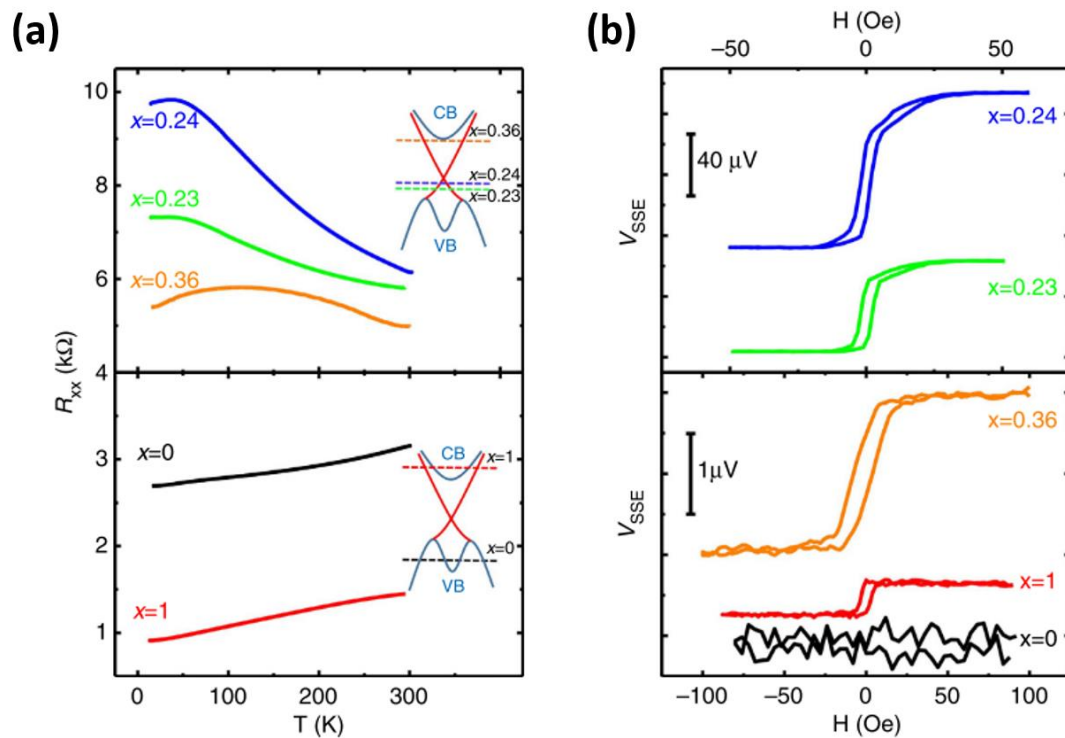 (a)
10
8
6
4
3
2
1
R_xx (kΩ)
x=0.24
x=0.23
x=0.36
CB
x=0.36
x=0.24
x=0.23
VB
x=0
x=1
CB
x=1
x=0
VB
0 100 200 300
T (K)
(b)
H (Oe)
−50 0 50
V_SSE
40 μV
x=0.24
x=0.23
V_SSE
1μV
x=0.36
x=1
x=0
−100 −50 0 50 100
H (Oe)